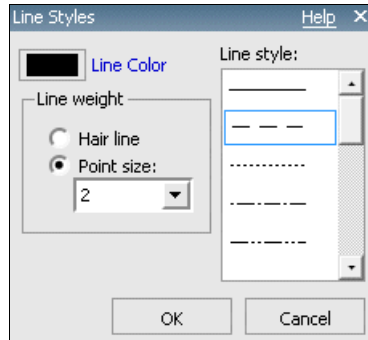 Line Styles Help
Line Color
Line style:
Line weight
Hair line
Point size:
2
OK Cancel